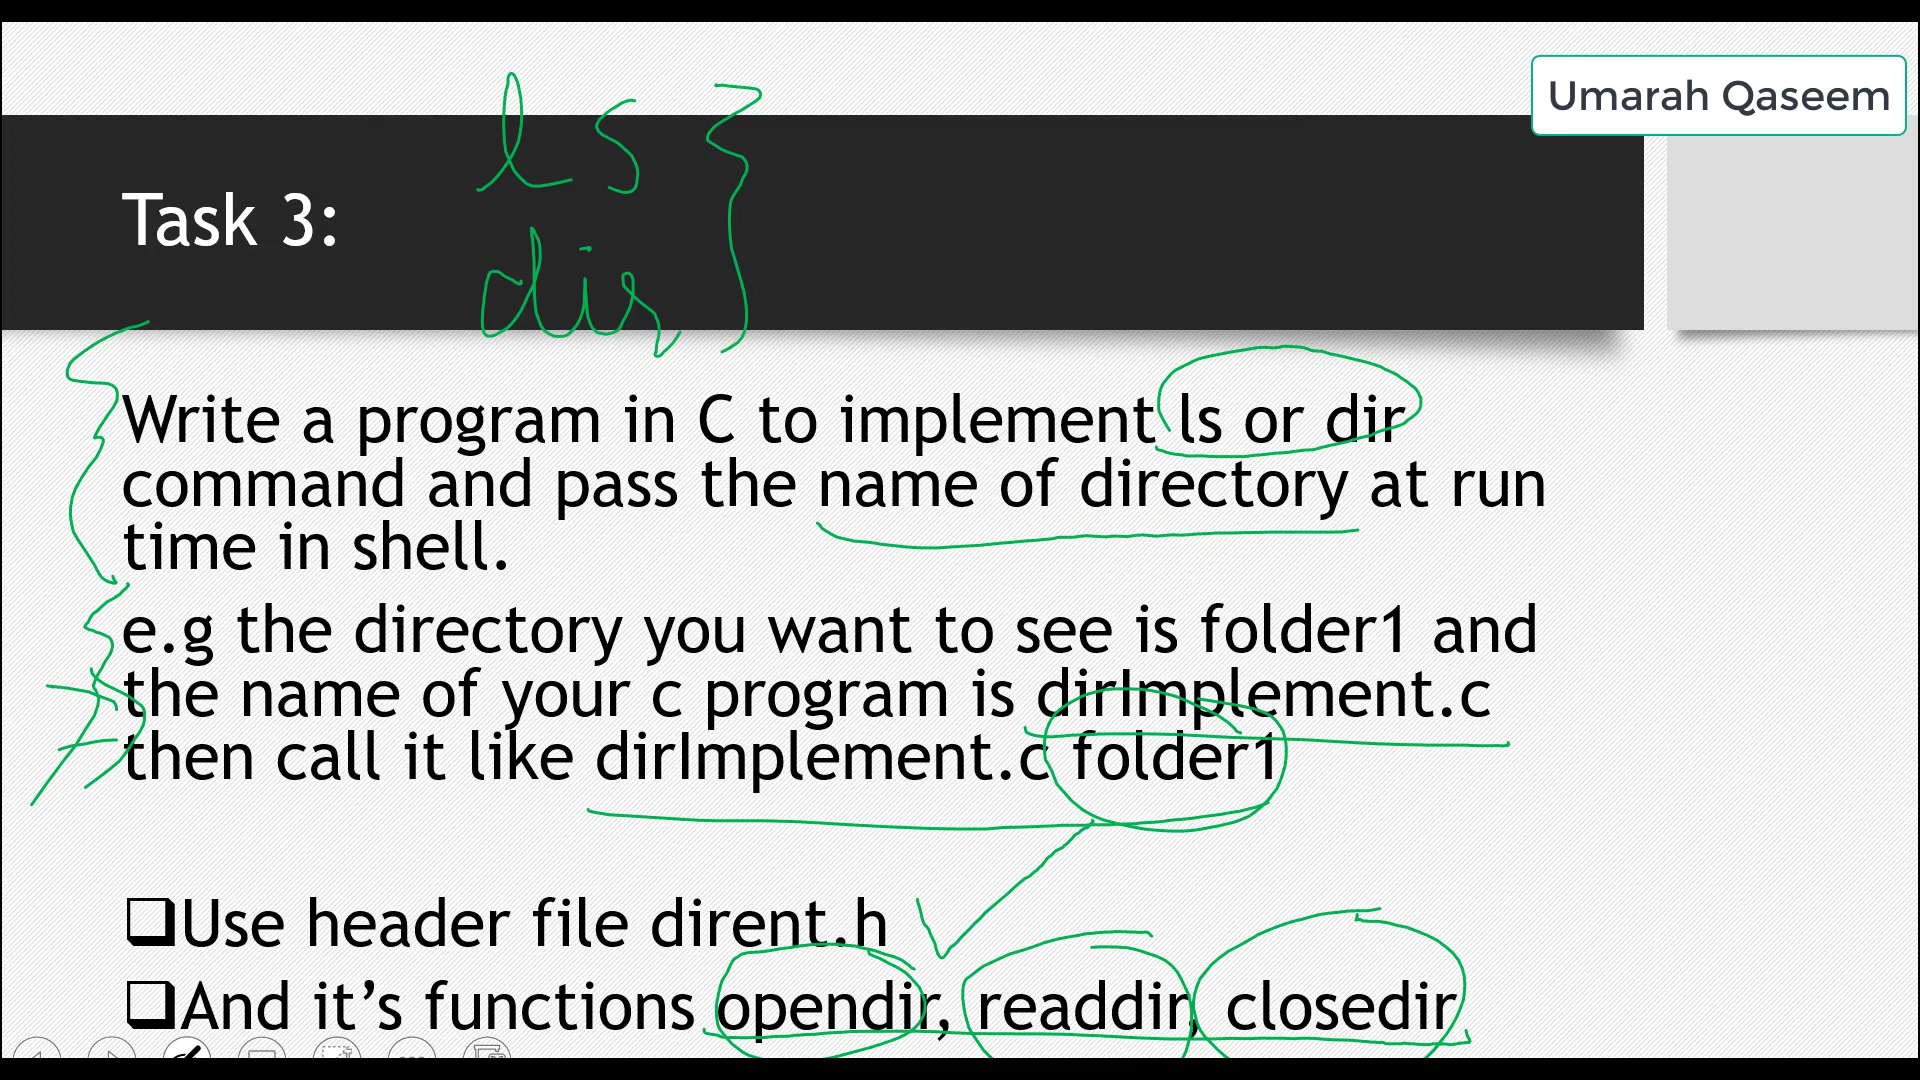 Umarah Qaseem
ls
Task 3:
dir
Write a program in C to implement ls or dir
command and pass the name of directory at run
time in shell.
e.g the directory you want to see is folder1 and
the name of your c program is dirImplement.c
then call it like dirImplement.c folder1
❑Use header file dirent.h
❑And it’s functions opendir, readdir, closedir